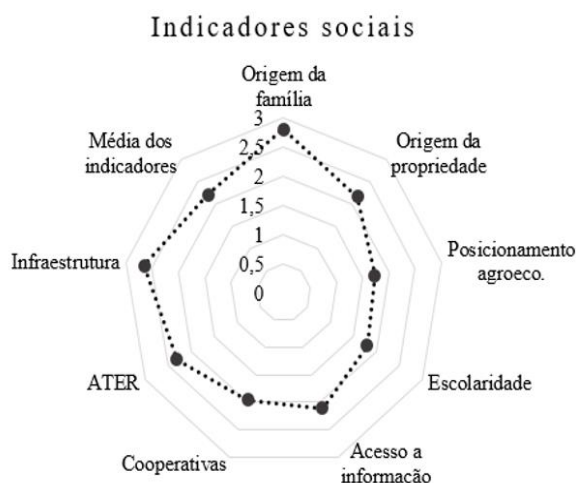 Indicadores sociais
Origem da
família
Origem da
propriedade
Posicionamento
agroeco.
Escolaridade
Acesso a
informação
Cooperativas
ATER
Infraestrutura
Média dos
indicadores
3
2,5
2
1,5
1
0,5
0